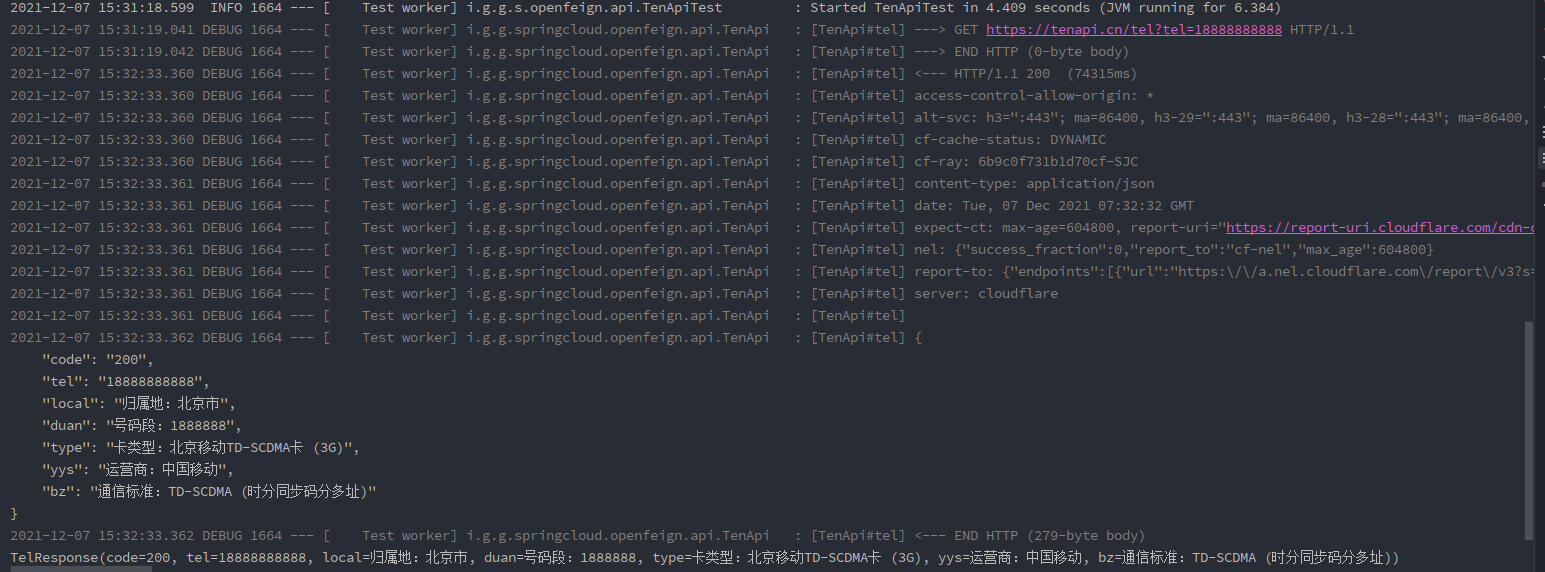 2021-12-07 15:31:18.599  INFO 1664 --- [    Test worker] i.g.g.s.openfeign.api.TenApiTest         : Started TenApiTest in 4.409 seconds (JVM running for 6.384)
2021-12-07 15:31:19.041 DEBUG 1664 --- [    Test worker] i.g.g.springcloud.openfeign.api.TenApi   : [TenApi#tel] ---> GET https://tenapi.cn/tel?tel=18888888888 HTTP/1.1
2021-12-07 15:31:19.042 DEBUG 1664 --- [    Test worker] i.g.g.springcloud.openfeign.api.TenApi   : [TenApi#tel] ---> END HTTP (0-byte body)
2021-12-07 15:32:33.360 DEBUG 1664 --- [    Test worker] i.g.g.springcloud.openfeign.api.TenApi   : [TenApi#tel] <--- HTTP/1.1 200  (74315ms)
2021-12-07 15:32:33.360 DEBUG 1664 --- [    Test worker] i.g.g.springcloud.openfeign.api.TenApi   : [TenApi#tel] access-control-allow-origin: *
2021-12-07 15:32:33.360 DEBUG 1664 --- [    Test worker] i.g.g.springcloud.openfeign.api.TenApi   : [TenApi#tel] alt-svc: h3=":443"; ma=86400, h3-29=":443"; ma=86400, h3-28=":443"; ma=86400,
2021-12-07 15:32:33.360 DEBUG 1664 --- [    Test worker] i.g.g.springcloud.openfeign.api.TenApi   : [TenApi#tel] cf-cache-status: DYNAMIC
2021-12-07 15:32:33.360 DEBUG 1664 --- [    Test worker] i.g.g.springcloud.openfeign.api.TenApi   : [TenApi#tel] cf-ray: 6b9c0f731b1d70cf-SJC
2021-12-07 15:32:33.361 DEBUG 1664 --- [    Test worker] i.g.g.springcloud.openfeign.api.TenApi   : [TenApi#tel] content-type: application/json
2021-12-07 15:32:33.361 DEBUG 1664 --- [    Test worker] i.g.g.springcloud.openfeign.api.TenApi   : [TenApi#tel] date: Tue, 07 Dec 2021 07:32:32 GMT
2021-12-07 15:32:33.361 DEBUG 1664 --- [    Test worker] i.g.g.springcloud.openfeign.api.TenApi   : [TenApi#tel] expect-ct: max-age=604800, report-uri="https://report-uri.cloudflare.com/cdn-c
2021-12-07 15:32:33.361 DEBUG 1664 --- [    Test worker] i.g.g.springcloud.openfeign.api.TenApi   : [TenApi#tel] nel: {"success_fraction":0,"report_to":"cf-nel","max_age":604800}
2021-12-07 15:32:33.361 DEBUG 1664 --- [    Test worker] i.g.g.springcloud.openfeign.api.TenApi   : [TenApi#tel] report-to: {"endpoints":[{"url":"https:\/\/a.nel.cloudflare.com\/report\/v3?s=
2021-12-07 15:32:33.361 DEBUG 1664 --- [    Test worker] i.g.g.springcloud.openfeign.api.TenApi   : [TenApi#tel] server: cloudflare
2021-12-07 15:32:33.361 DEBUG 1664 --- [    Test worker] i.g.g.springcloud.openfeign.api.TenApi   : [TenApi#tel]
2021-12-07 15:32:33.362 DEBUG 1664 --- [    Test worker] i.g.g.springcloud.openfeign.api.TenApi   : [TenApi#tel] {
    "code": "200",
    "tel": "18888888888",
    "local": "归属地：北京市",
    "duan": "号码段：1888888",
    "type": "卡类型：北京移动TD-SCDMA卡 (3G)",
    "yys": "运营商：中国移动",
    "bz": "通信标准：TD-SCDMA (时分同步码分多址)"
}
2021-12-07 15:32:33.362 DEBUG 1664 --- [    Test worker] i.g.g.springcloud.openfeign.api.TenApi   : [TenApi#tel] <--- END HTTP (279-byte body)
TelResponse(code=200, tel=18888888888, local=归属地：北京市, duan=号码段：1888888, type=卡类型：北京移动TD-SCDMA卡 (3G), yys=运营商：中国移动, bz=通信标准：TD-SCDMA (时分同步码分多址))